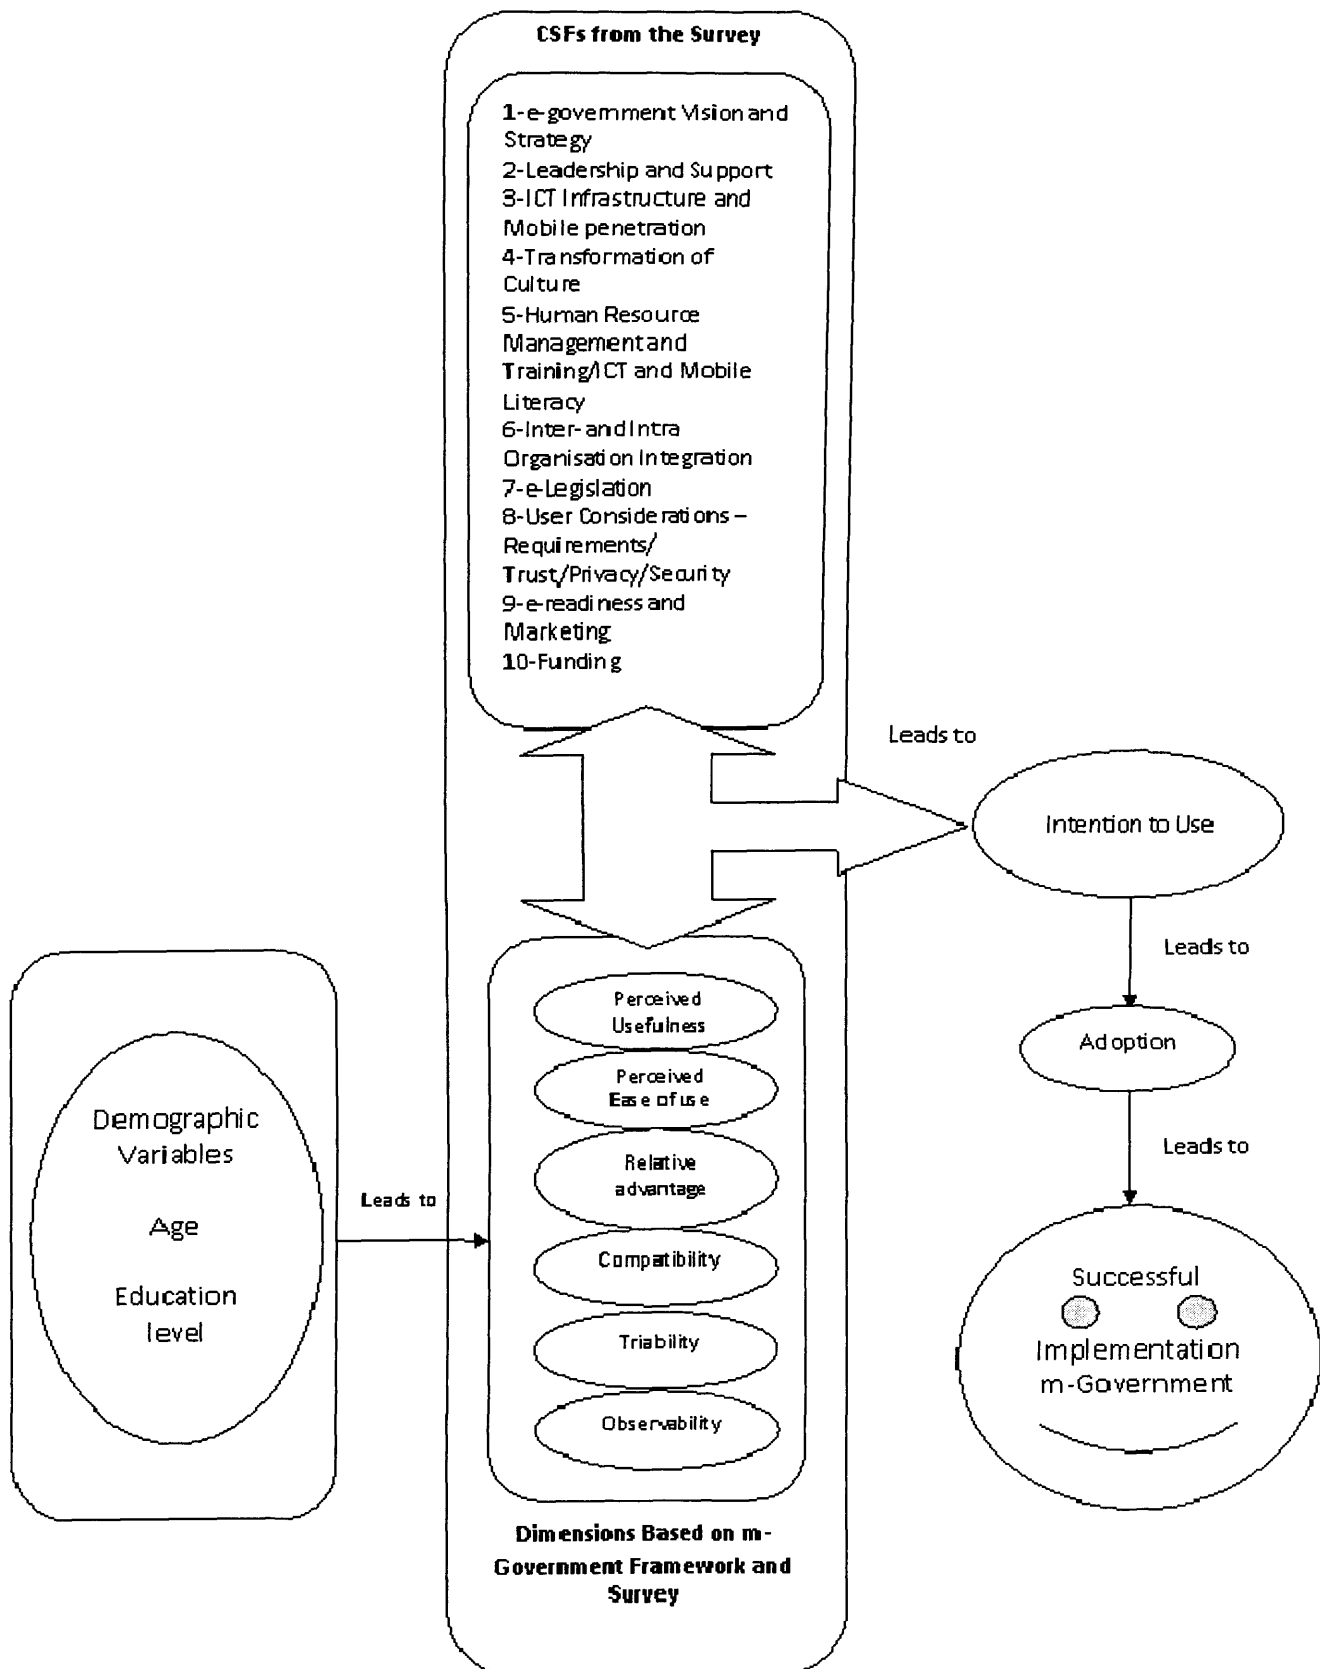 CSFs from the Survey
1-e-government Vision and
Strategy
2-Leadership and Support
3-ICT Infrastructure and
Mobile penetration
4-Transformation of
Culture
5-Human Resource
Management and
Training/ICT and Mobile
Literacy
6-Inter- and Intra
Organisation Integration
7-e-Legislation
8-User Considerations –
Requirements/
Trust/Privacy/Security
9-e-readiness and
Marketing
10-Funding
Leads to
Intention to Use
Leads to
Adoption
Leads to
Successful
Implementation
m-Government
Demographic
Variables
Age
Education
level
Leads to
Perceived
Usefulness
Perceived
Ease of use
Relative
advantage
Compatibility
Triability
Observability
Dimensions Based on m-
Government Framework and
Survey